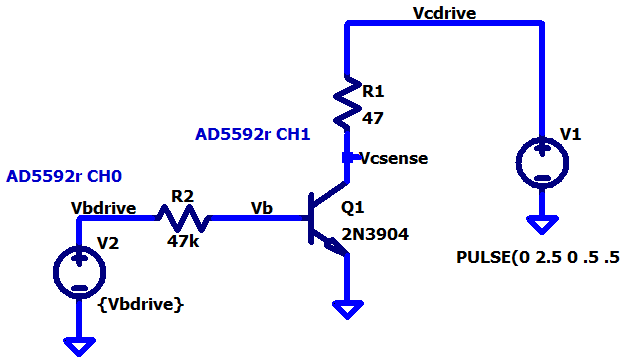 Vcdrive
R1
47
AD5592r CH1
V1
Vcsense
AD5592r CH0
R2
Vbdrive
Vb
Q1
47k
2N3904
V2
PULSE(0 2.5 0 .5 .5
{Vbdrive}